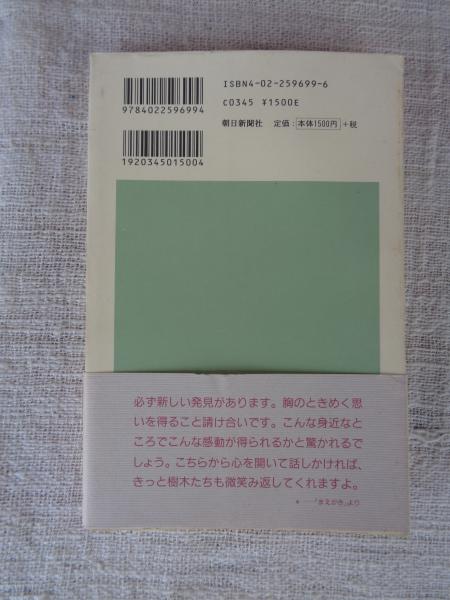 ISBN4-02-259699-6
9784022596994
C0345 ¥1500E
朝日新聞社 定価:本体1500円+税
1920345015004
必ず新しい発見があります。胸のときめく思
いを得ること請け合いです。こんな身近なと
ころでこんな感動が得られるかと驚かれるで
しょう。こちらから心を開いて話しかければ、
きっと樹木たちも微笑み返してくれますよ。
*──「まえがき」より